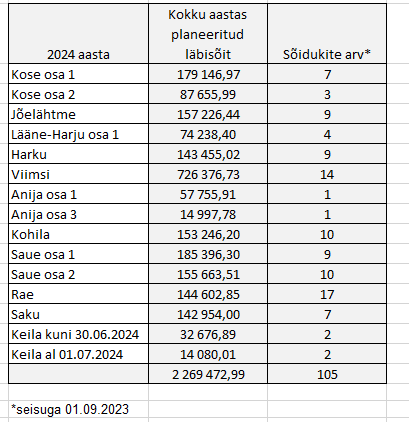 Kokku aastas
planeeritud
2024 aasta läbisõit Sõidukite arv*
Kose osa 1 179 146,97 7
Kose osa 2 87 655,99 3
Jõelähtme 157 226,44 9
Lääne-Harju osa 1 74 238,40 4
Harku 143 455,02 9
Viimsi 726 376,73 14
Anija osa 1 57 755,91 1
Anija osa 3 14 997,78 1
Kohila 153 246,20 10
Saue osa 1 185 396,30 9
Saue osa 2 155 663,51 10
Rae 144 602,85 17
Saku 142 954,00 7
Keila kuni 30.06.2024 32 676,89 2
Keila al 01.07.2024 14 080,01 2
2 269 472,99 105
*seisuga 01.09.2023